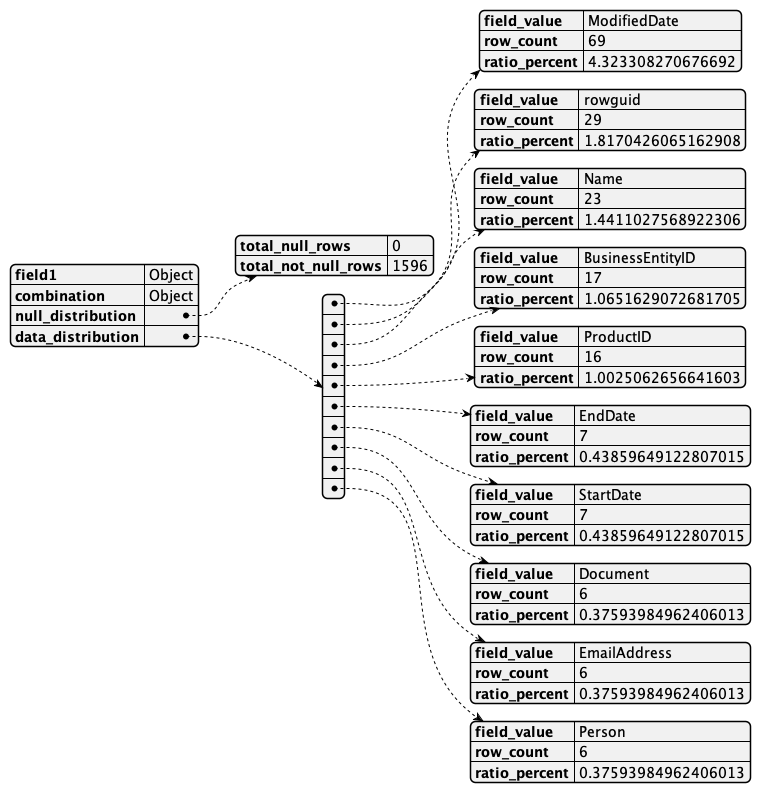 field1 Object
combination Object
null_distribution
data_distribution
total_null_rows 0
total_not_null_rows 1596
field_value ModifiedDate
row_count 69
ratio_percent 4.323308270676692
field_value rowguid
row_count 29
ratio_percent 1.8170426065162908
field_value Name
row_count 23
ratio_percent 1.4411027568922306
field_value BusinessEntityID
row_count 17
ratio_percent 1.0651629072681705
field_value ProductID
row_count 16
ratio_percent 1.0025062656641603
field_value EndDate
row_count 7
ratio_percent 0.43859649122807015
field_value StartDate
row_count 7
ratio_percent 0.43859649122807015
field_value Document
row_count 6
ratio_percent 0.37593984962406013
field_value EmailAddress
row_count 6
ratio_percent 0.37593984962406013
field_value Person
row_count 6
ratio_percent 0.37593984962406013